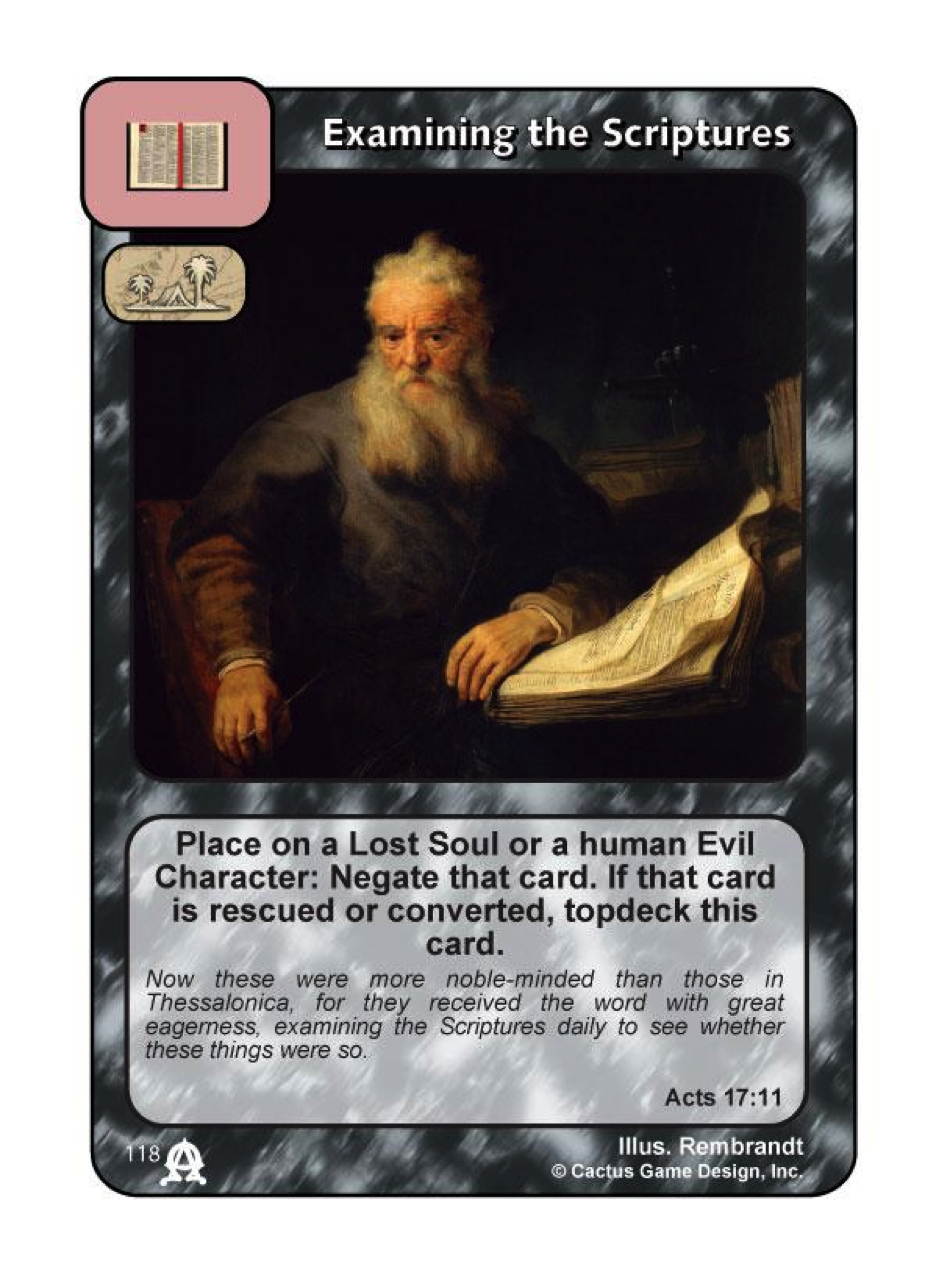 Examining the Scriptures
Place on a Lost Soul or a human Evil
Character: Negate that card. If that card
is rescued or converted, topdeck this
card.
Now these were more noble-minded than those in
Thessalonica, for they received the word with great
eagerness, examining the Scriptures daily to see whether
these things were so.
Acts 17:11
118
Illus. Rembrandt
© Cactus Game Design, Inc.